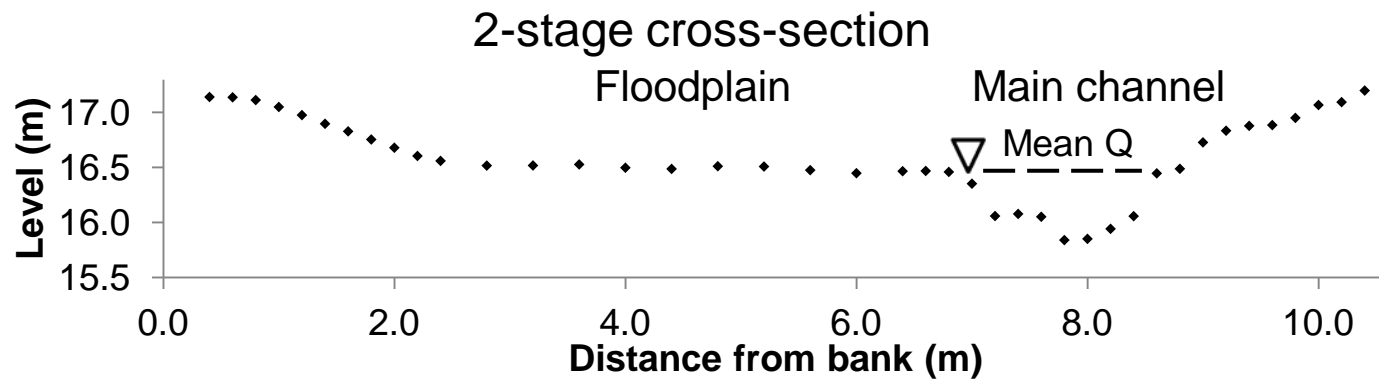 2-stage cross-section
Floodplain Main channel
Mean Q
Level (m)
17.0
16.5
16.0
15.5
0.0 2.0 4.0 6.0 8.0 10.0
Distance from bank (m)